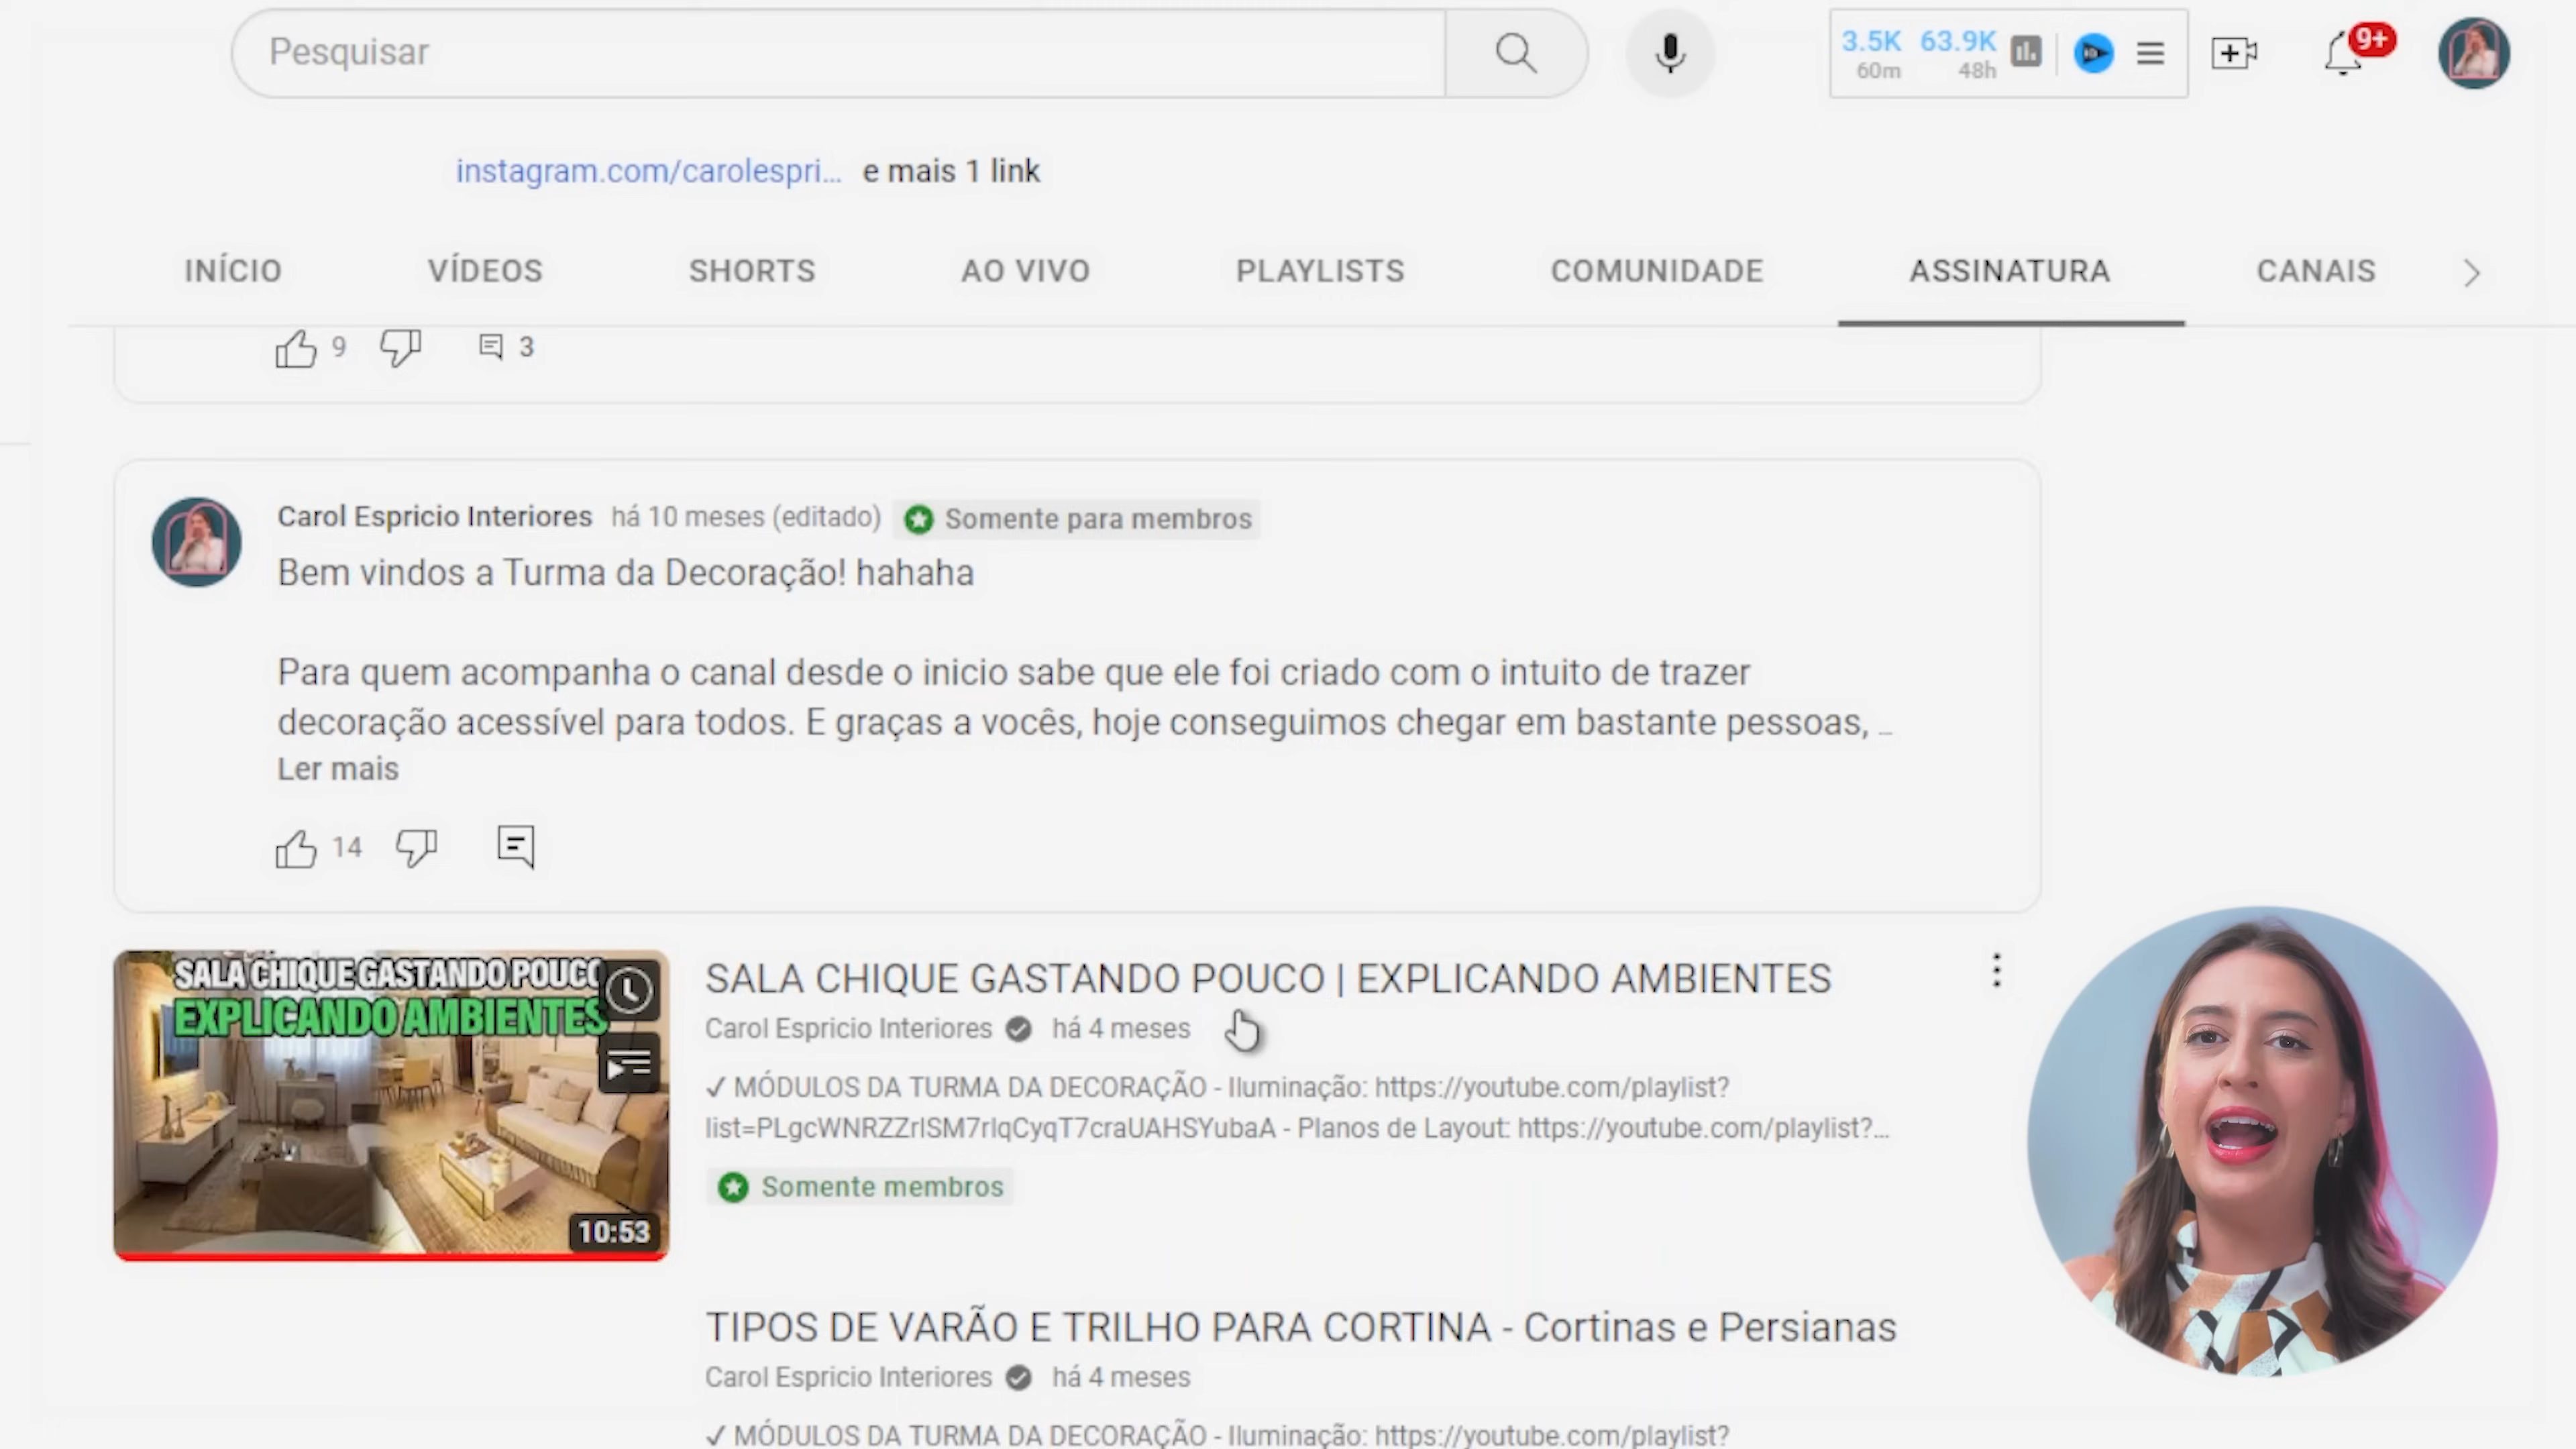 Pesquisar
3.5K 63.9K
60m 48h
9+
instagram.com/carolespri... e mais 1 link
INÍCIO VÍDEOS SHORTS AO VIVO PLAYLISTS COMUNIDADE ASSINATURA CANAIS
9 3
Carol Espricio Interiores há 10 meses (editado) Somente para membros
Bem vindos a Turma da Decoração! hahaha
Para quem acompanha o canal desde o inicio sabe que ele foi criado com o intuito de trazer
decoração acessível para todos. E graças a vocês, hoje conseguimos chegar em bastante pessoas, ...
Ler mais
14
SALA CHIQUE GASTANDO POUCO
EXPLICANDO AMBIENTES
10:53
SALA CHIQUE GASTANDO POUCO | EXPLICANDO AMBIENTES
Carol Espricio Interiores há 4 meses
✓ MÓDULOS DA TURMA DA DECORAÇÃO - Iluminação: https://youtube.com/playlist?
list=PLgcWNRZZrISM7rIqCyqT7craUAHSYubaA - Planos de Layout: https://youtube.com/playlist?...
Somente membros
TIPOS DE VARÃO E TRILHO PARA CORTINA - Cortinas e Persianas
Carol Espricio Interiores há 4 meses
✓ MÓDULOS DA TURMA DA DECORAÇÃO - Iluminação: https://youtube.com/playlist?